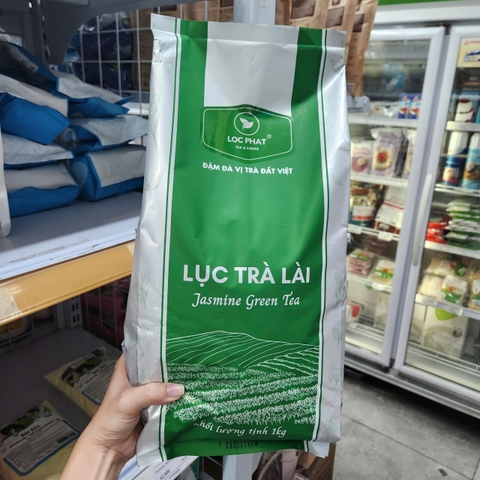 LOC PHAT®
TEA & COFFEE
ĐẬM ĐÀ VỊ TRÀ ĐẤT VIỆT
LỤC TRÀ LÀI
Jasmine Green Tea
lượng tịnh 1kg